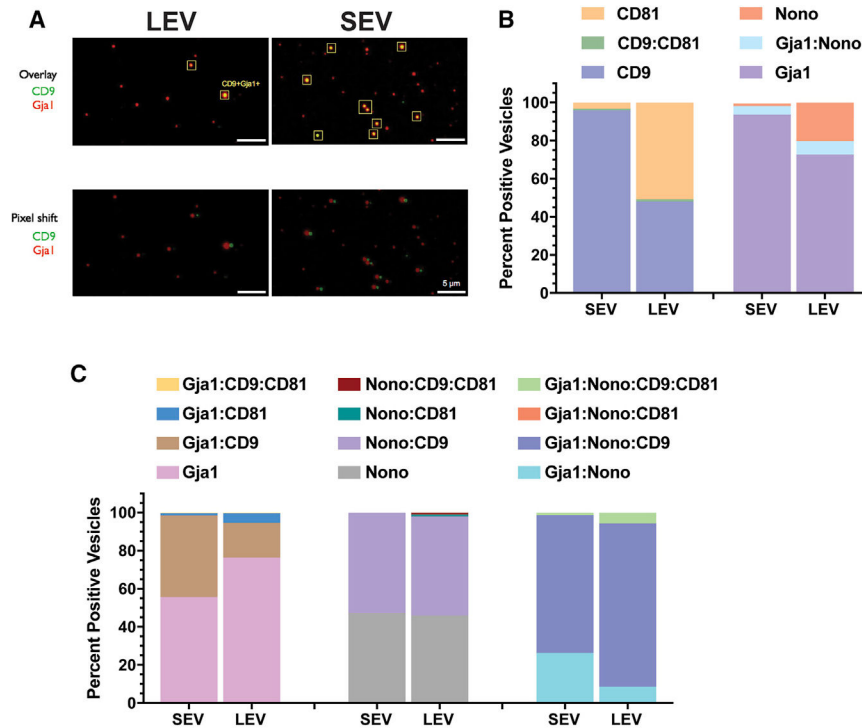 A
LEV
SEV
Overlay
CD9
Gja1
CD9+Gja1+
Pixel shift
CD9
Gja1
5 µm
B
CD81
Nono
CD9:CD81
Gja1:Nono
CD9
Gja1
Percent Positive Vesicles
100
80
60
40
20
0
SEV
LEV
SEV
LEV
C
Gja1:CD9:CD81
Nono:CD9:CD81
Gja1:Nono:CD9:CD81
Gja1:CD81
Nono:CD81
Gja1:Nono:CD81
Gja1:CD9
Nono:CD9
Gja1:Nono:CD9
Gja1
Nono
Gja1:Nono
Percent Positive Vesicles
100
80
60
40
20
0
SEV
LEV
SEV
LEV
SEV
LEV